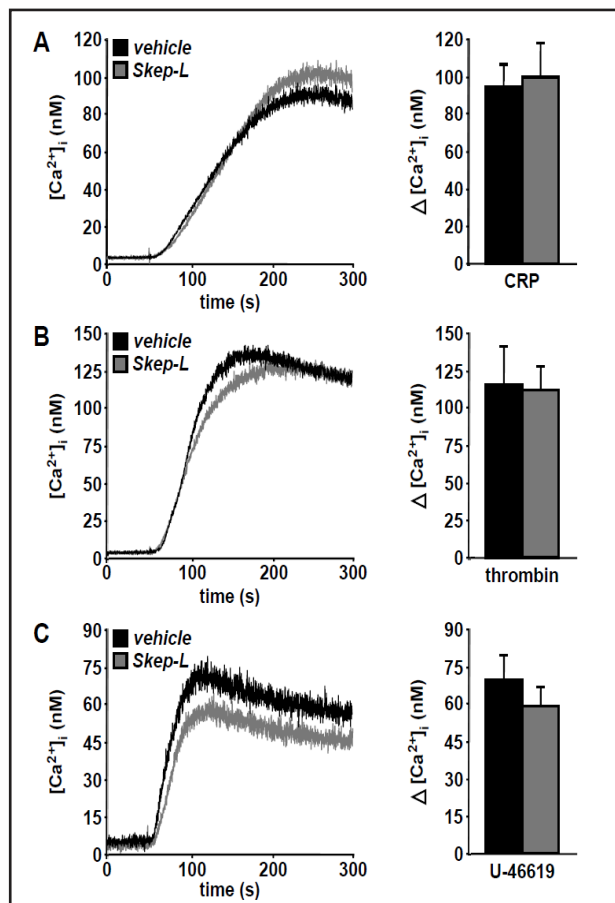 A
vehicle
Skep-L
[Ca²⁺]ᵢ (nM)
120
100
80
60
40
20
0
0 100 200 300
time (s)
Δ [Ca²⁺]ᵢ (nM)
120
100
80
60
40
20
0
CRP
B
vehicle
Skep-L
[Ca²⁺]ᵢ (nM)
150
125
100
75
50
25
0
0 100 200 300
time (s)
Δ [Ca²⁺]ᵢ (nM)
150
125
100
75
50
25
0
thrombin
C
vehicle
Skep-L
[Ca²⁺]ᵢ (nM)
90
75
60
45
30
15
0
0 100 200 300
time (s)
Δ [Ca²⁺]ᵢ (nM)
90
75
60
45
30
15
0
U-46619